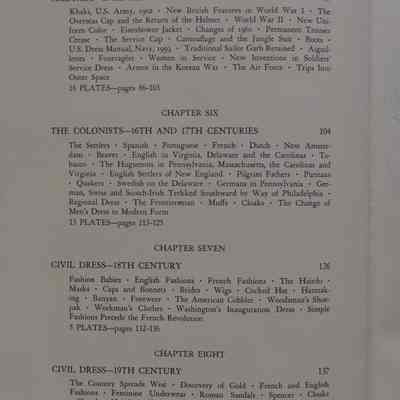 Khaki, U.S. Army, 1902 · New British Features in World War I · The
Overseas Cap and the Return of the Helmet · World War II · New Uni-
form Color · Eisenhower Jacket · Changes of 1960 · Permanent Trouser
Crease · The Service Cap · Camouflage and the Jungle Suit · Boots ·
U.S. Dress Manual, Navy, 1959 · Traditional Sailor Garb Retained · Aiguil-
lettes · Fourragère · Women in Service · New Inventions in Soldiers'
Service Dress · Armor in the Korean War · The Air Force · Trips Into
Outer Space
16 PLATES—pages 86-103
CHAPTER SIX
THE COLONISTS—16TH AND 17TH CENTURIES 104
The Settlers · Spanish · Portuguese · French · Dutch · New Amster-
dam · Beaver · English in Virginia, Delaware and the Carolinas ·
The Huguenots in Pennsylvania, Massachusetts, the Carolinas and
Virginia · English Settlers of New England · Pilgrim Fathers · Puritans
· Quakers · Swedish on the Delaware · Germans in Pennsylvania · Ger-
man, Swiss and Scotch-Irish Trekked Southward by Way of Philadelphia ·
Regional Dress · The Frontiersman · Muffs · Cloaks · The Change of
Men's Dress to Modern Form
13 PLATES—pages 113-125
CHAPTER SEVEN
CIVIL DRESS—18TH CENTURY 126
Fashion Babies · English Fashions · French Fashions · The Hairdo ·
Masks · Caps and Bonnets · Brides · Wigs · Cocked Hat · Hatmak-
ing · Banyan · Footwear · The American Cobbler · Woodsman's Shoe-
pak · Workman's Clothes · Washington's Inauguration Dress · Simple
Fashions Precede the French Revolution
5 PLATES—pages 132-136
CHAPTER EIGHT
CIVIL DRESS—19TH CENTURY 137
The Country Spreads West · Discovery of Gold · French and English
Fashions · Feminine Underwear · Roman Sandals · Spencer · Cloaks